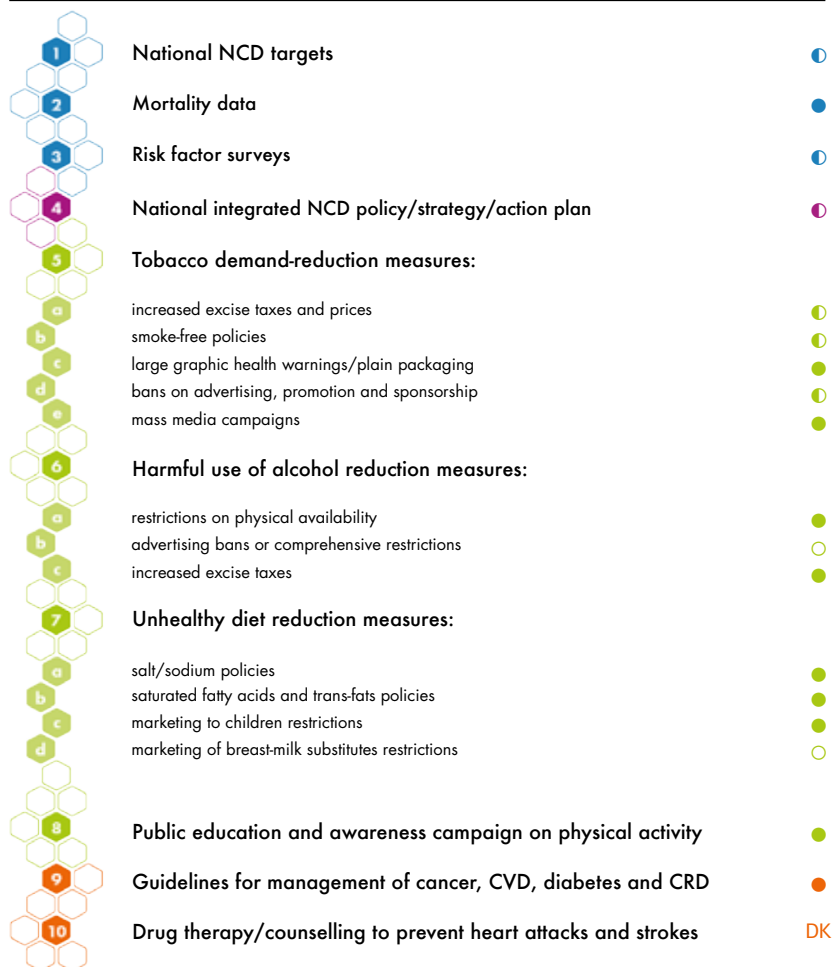 1 National NCD targets
2 Mortality data
3 Risk factor surveys
4 National integrated NCD policy/strategy/action plan
5 Tobacco demand-reduction measures:
a increased excise taxes and prices
b smoke-free policies
c large graphic health warnings/plain packaging
d bans on advertising, promotion and sponsorship
e mass media campaigns
6 Harmful use of alcohol reduction measures:
a restrictions on physical availability
b advertising bans or comprehensive restrictions
c increased excise taxes
7 Unhealthy diet reduction measures:
a salt/sodium policies
b saturated fatty acids and trans-fats policies
c marketing to children restrictions
d marketing of breast-milk substitutes restrictions
8 Public education and awareness campaign on physical activity
9 Guidelines for management of cancer, CVD, diabetes and CRD
10 Drug therapy/counselling to prevent heart attacks and strokes DK